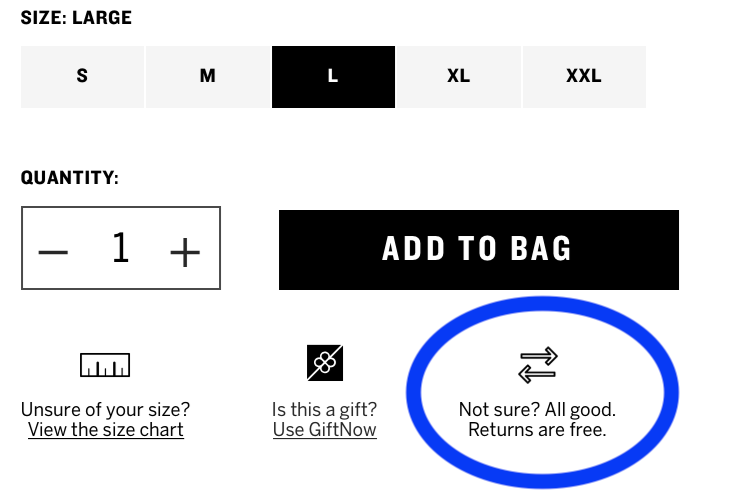 SIZE: LARGE
S M L XL XXL
QUANTITY:
— 1 +
ADD TO BAG
Unsure of your size?
View the size chart
Is this a gift?
Use GiftNow
Not sure? All good.
Returns are free.